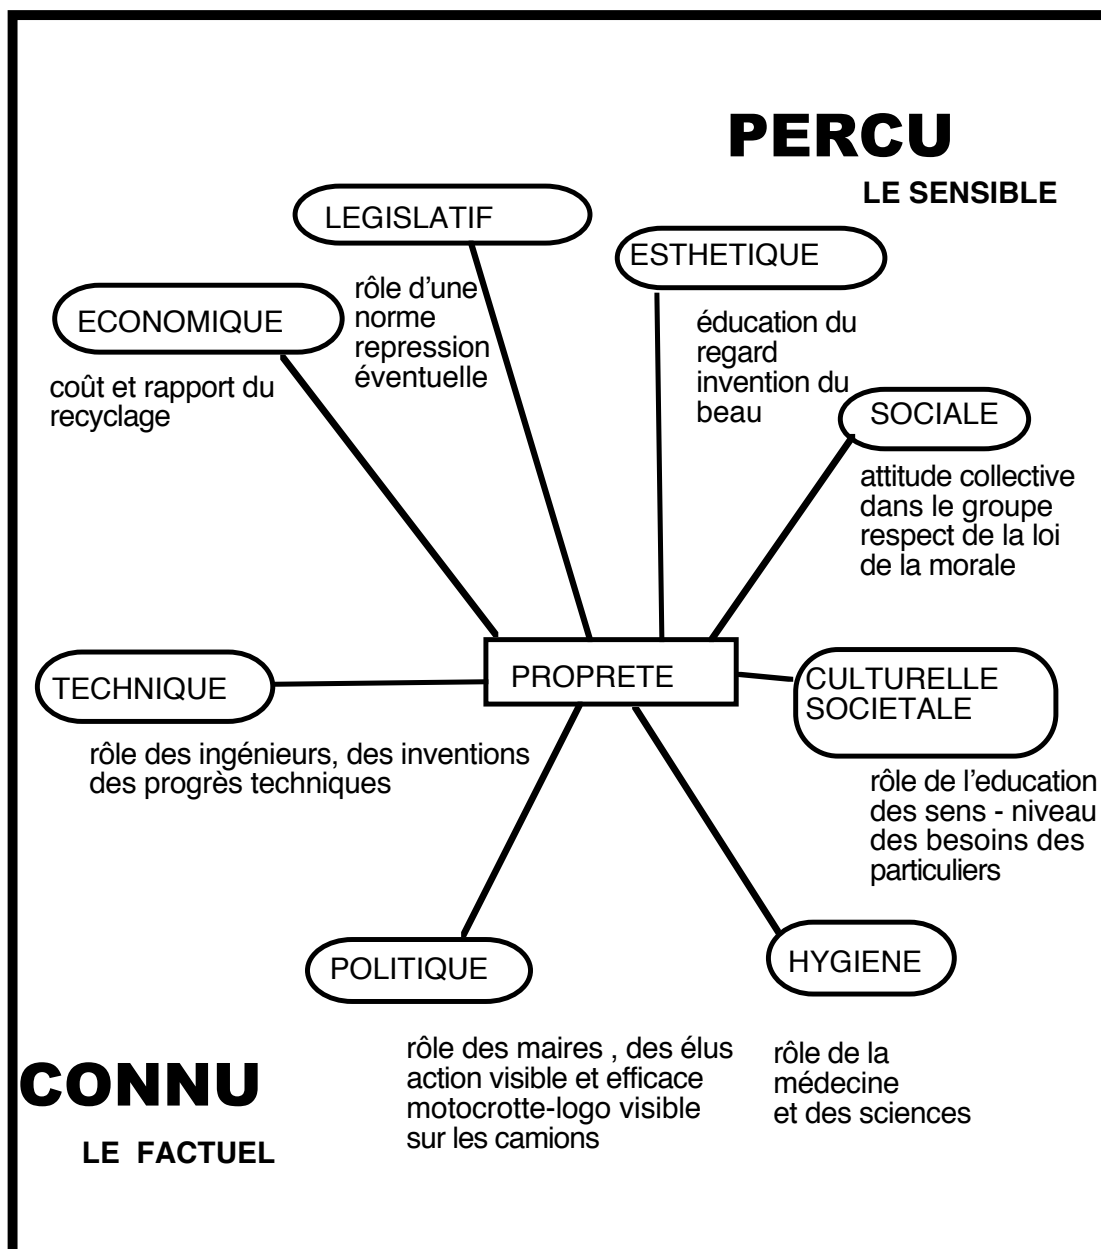 PERCU
LE SENSIBLE
LEGISLATIF
rôle d'une
norme
repression
éventuelle
ESTHETIQUE
éducation du
regard
invention du
beau
ECONOMIQUE
coût et rapport du
recyclage
SOCIALE
attitude collective
dans le groupe
respect de la loi
de la morale
PROPRETE
TECHNIQUE
rôle des ingénieurs, des inventions
des progrès techniques
CULTURELLE
SOCIETALE
rôle de l'education
des sens - niveau
des besoins des
particuliers
POLITIQUE
rôle des maires , des élus
action visible et efficace
motocrotte-logo visible
sur les camions
HYGIENE
rôle de la
médecine
et des sciences
CONNU
LE FACTUEL